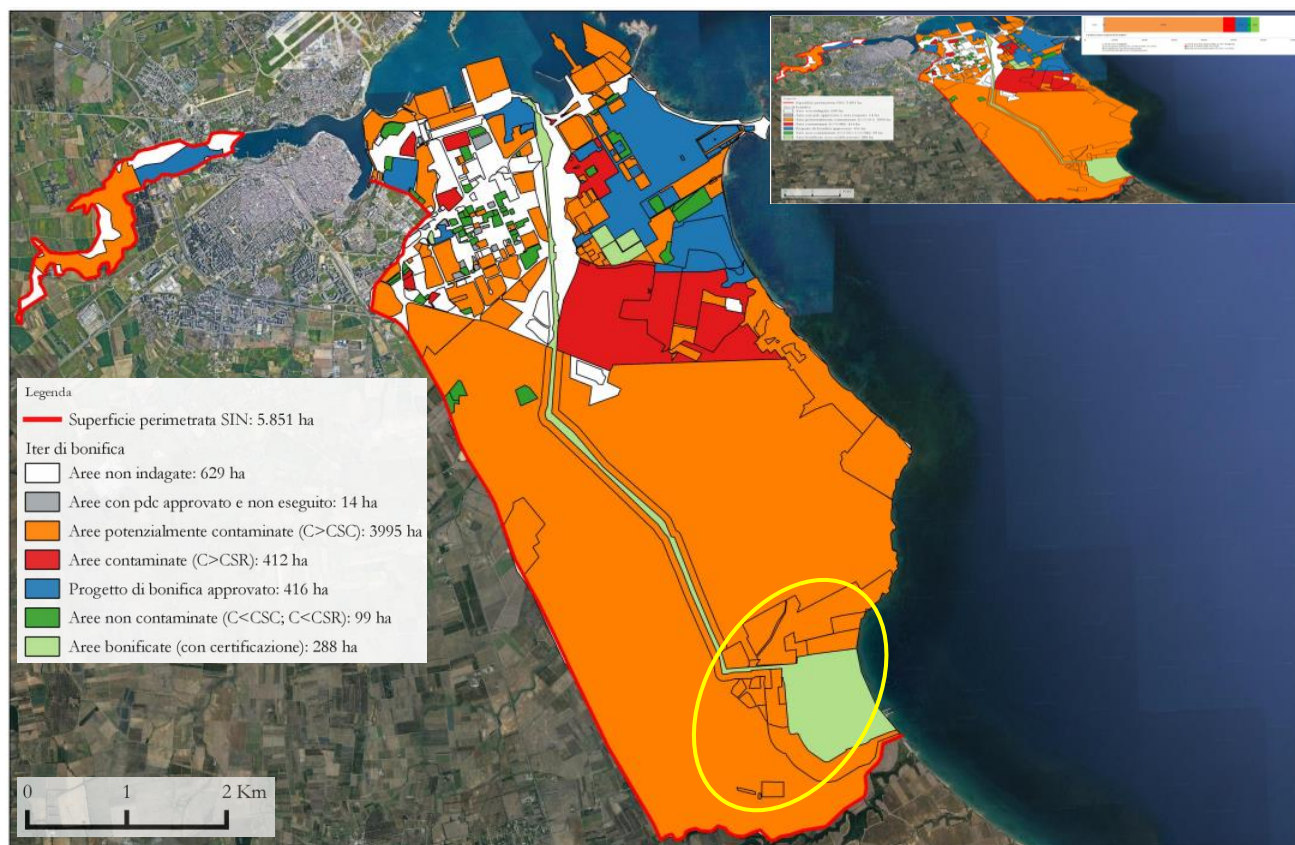 Legenda
Superficie perimetrata SIN: 5.851 ha
Iter di bonifica
Aree non indagate: 629 ha
Aree con pdc approvato e non eseguito: 14 ha
Aree potenzialmente contaminate (C>CSC): 3995 ha
Aree contaminate (C>CSR): 412 ha
Progetto di bonifica approvato: 416 ha
Aree non contaminate (C<CSC; C<CSR): 99 ha
Aree bonificate (con certificazione): 288 ha
0 1 2 Km